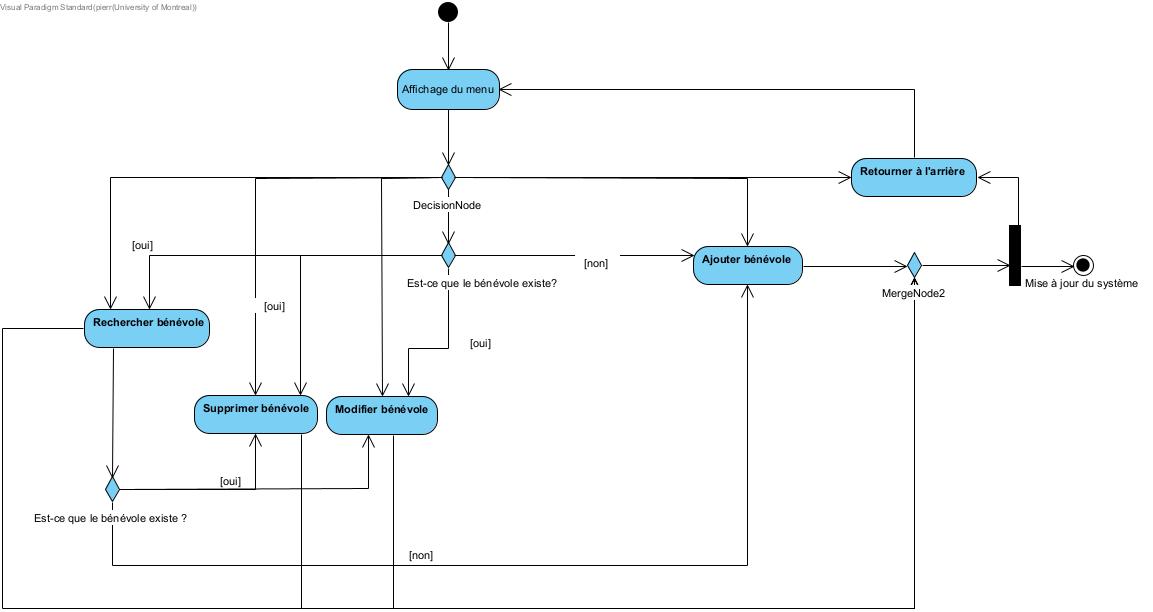 Visual Paradigm Standard(pierr(University of Montreal))
Affichage du menu
Retourner à l'arrière
DecisionNode
[oui]
[non]
Ajouter bénévole
Est-ce que le bénévole existe?
Mise à jour du système
MergeNode2
[oui]
Rechercher bénévole
[oui]
Supprimer bénévole
Modifier bénévole
[oui]
Est-ce que le bénévole existe ?
[non]